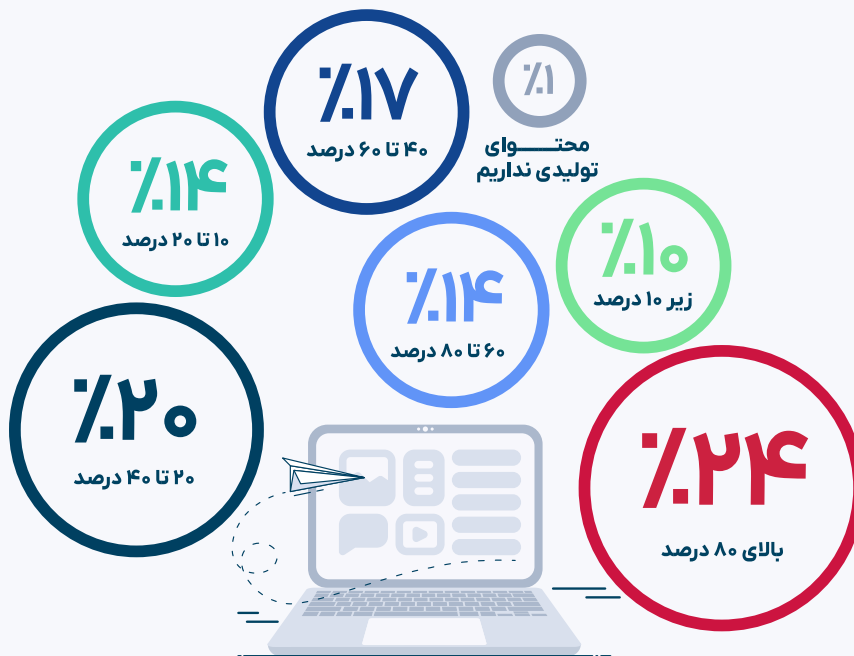 ٪۱
محتـــوای
تولیدی نداریم
٪۱۷
۴۰ تا ۶۰ درصد
٪۱۴
۱۰ تا ۲۰ درصد
٪۱۰
زیر ۱۰ درصد
٪۱۴
۶۰ تا ۸۰ درصد
٪۲۰
۲۰ تا ۴۰ درصد
٪۲۴
بالای ۸۰ درصد